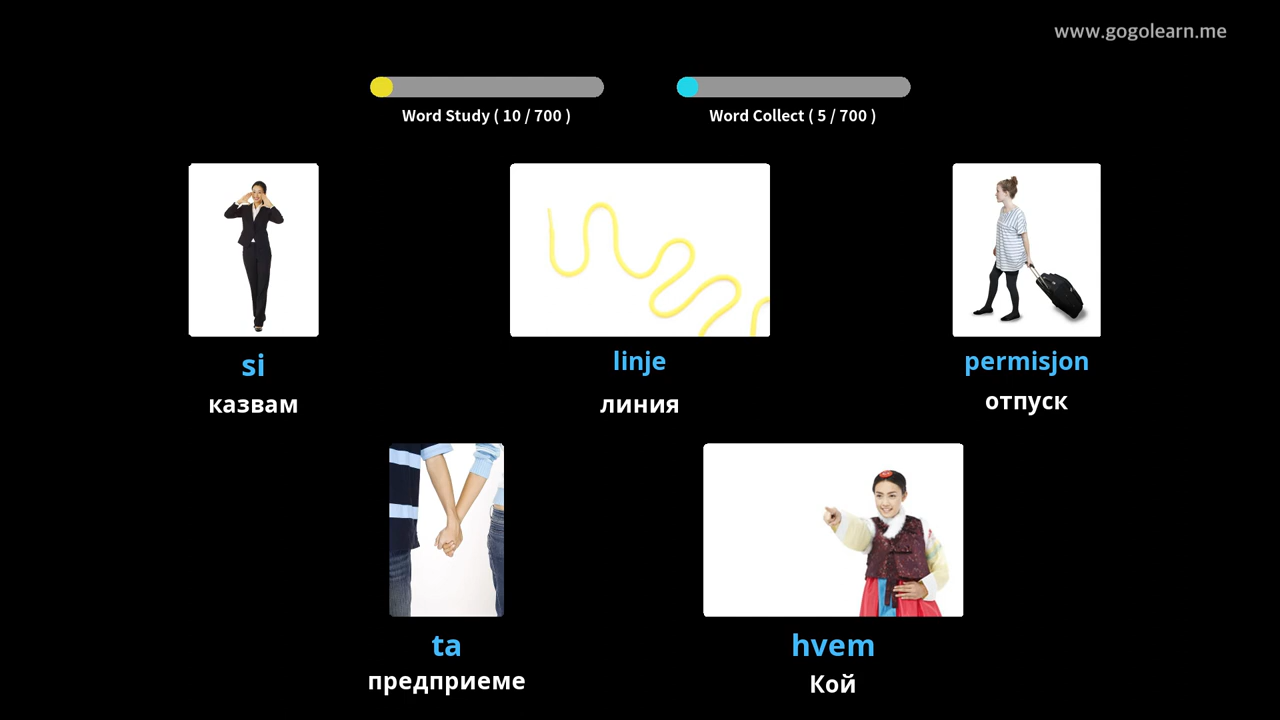 www.gogolearn.me
Word Study ( 10 / 700 )
Word Collect ( 5 / 700 )
si
казвам
linje
линия
permisjon
отпуск
ta
предприеме
hvem
Кой